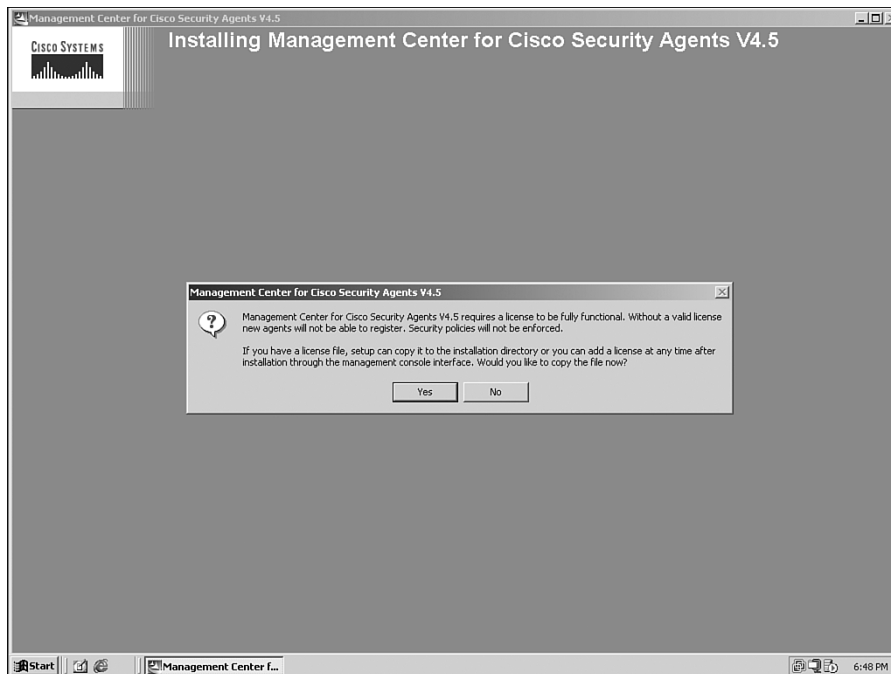 Management Center for Cisco Security Agents V4.5
CISCO SYSTEMS
Installing Management Center for Cisco Security Agents V4.5
Management Center for Cisco Security Agents V4.5
Management Center for Cisco Security Agents V4.5 requires a license to be fully functional. Without a valid license
new agents will not be able to register. Security policies will not be enforced.
If you have a license file, setup can copy it to the installation directory or you can add a license at any time after
installation through the management console interface. Would you like to copy the file now?
Yes
No
Start
Management Center f...
6:48 PM